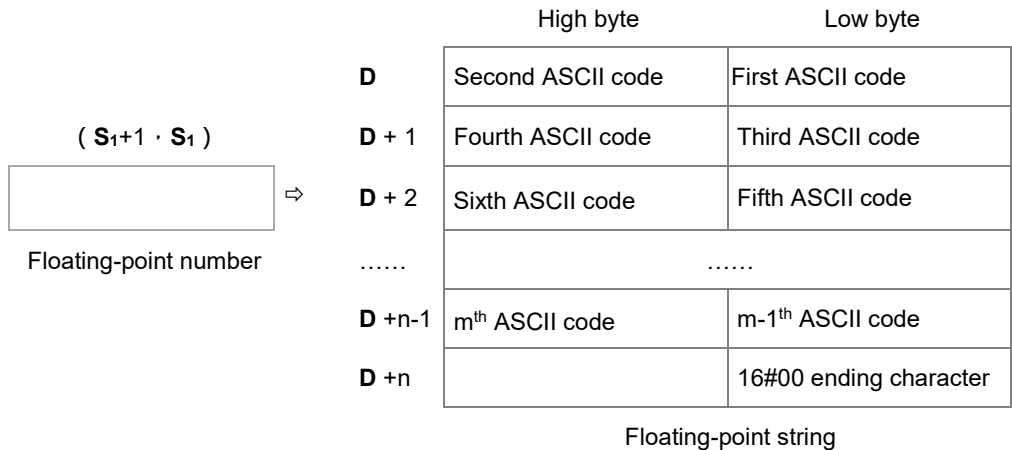 High byte Low byte
D Second ASCII code First ASCII code
( S₁+1 , S₁ ) D + 1 Fourth ASCII code Third ASCII code
⇨ D + 2 Sixth ASCII code Fifth ASCII code
Floating-point number …… ……
D +n-1 mth ASCII code m-1th ASCII code
D +n 16#00 ending character
Floating-point string